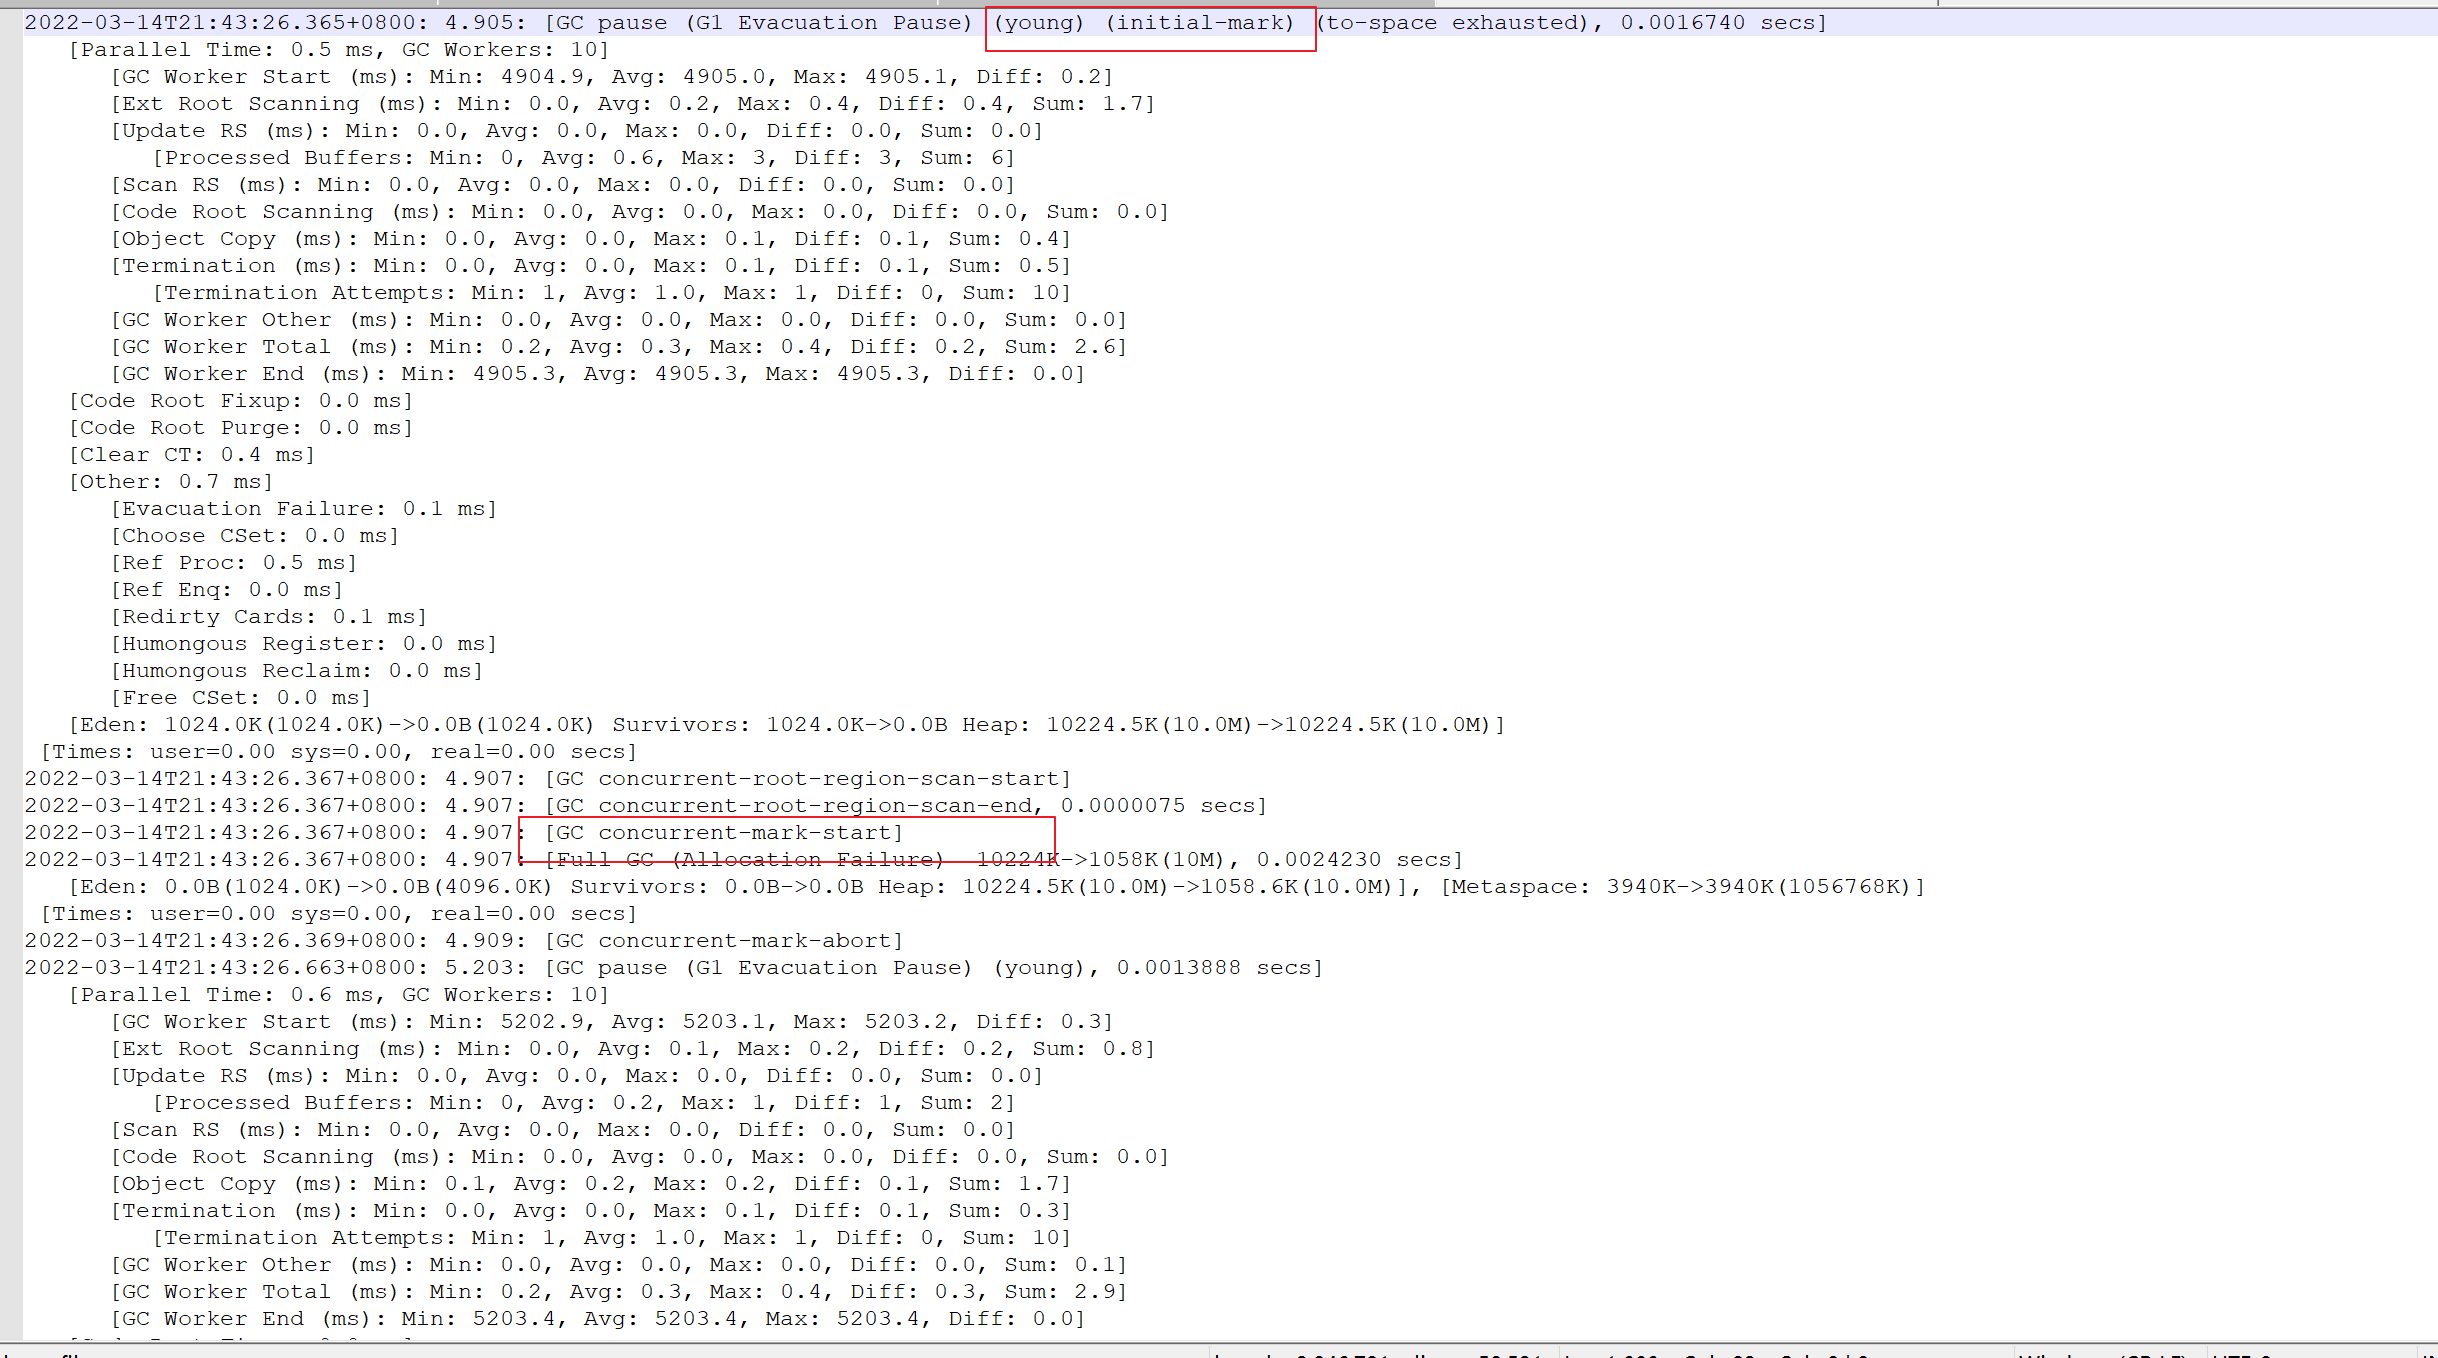 2022-03-14T21:43:26.365+0800: 4.905: [GC pause (G1 Evacuation Pause) (young) (initial-mark) (to-space exhausted), 0.0016740 secs]
[Parallel Time: 0.5 ms, GC Workers: 10]
[GC Worker Start (ms): Min: 4904.9, Avg: 4905.0, Max: 4905.1, Diff: 0.2]
[Ext Root Scanning (ms): Min: 0.0, Avg: 0.2, Max: 0.4, Diff: 0.4, Sum: 1.7]
[Update RS (ms): Min: 0.0, Avg: 0.0, Max: 0.0, Diff: 0.0, Sum: 0.0]
[Processed Buffers: Min: 0, Avg: 0.6, Max: 3, Diff: 3, Sum: 6]
[Scan RS (ms): Min: 0.0, Avg: 0.0, Max: 0.0, Diff: 0.0, Sum: 0.0]
[Code Root Scanning (ms): Min: 0.0, Avg: 0.0, Max: 0.0, Diff: 0.0, Sum: 0.0]
[Object Copy (ms): Min: 0.0, Avg: 0.0, Max: 0.1, Diff: 0.1, Sum: 0.4]
[Termination (ms): Min: 0.0, Avg: 0.0, Max: 0.1, Diff: 0.1, Sum: 0.5]
[Termination Attempts: Min: 1, Avg: 1.0, Max: 1, Diff: 0, Sum: 10]
[GC Worker Other (ms): Min: 0.0, Avg: 0.0, Max: 0.0, Diff: 0.0, Sum: 0.0]
[GC Worker Total (ms): Min: 0.2, Avg: 0.3, Max: 0.4, Diff: 0.2, Sum: 2.6]
[GC Worker End (ms): Min: 4905.3, Avg: 4905.3, Max: 4905.3, Diff: 0.0]
[Code Root Fixup: 0.0 ms]
[Code Root Purge: 0.0 ms]
[Clear CT: 0.4 ms]
[Other: 0.7 ms]
[Evacuation Failure: 0.1 ms]
[Choose CSet: 0.0 ms]
[Ref Proc: 0.5 ms]
[Ref Enq: 0.0 ms]
[Redirty Cards: 0.1 ms]
[Humongous Register: 0.0 ms]
[Humongous Reclaim: 0.0 ms]
[Free CSet: 0.0 ms]
[Eden: 1024.0K(1024.0K)->0.0B(1024.0K) Survivors: 1024.0K->0.0B Heap: 10224.5K(10.0M)->10224.5K(10.0M)]
[Times: user=0.00 sys=0.00, real=0.00 secs]
2022-03-14T21:43:26.367+0800: 4.907: [GC concurrent-root-region-scan-start]
2022-03-14T21:43:26.367+0800: 4.907: [GC concurrent-root-region-scan-end, 0.0000075 secs]
2022-03-14T21:43:26.367+0800: 4.907: [GC concurrent-mark-start]
2022-03-14T21:43:26.367+0800: 4.907: [Full GC (Allocation Failure)  10224K->1058K(10M), 0.0024230 secs]
[Eden: 0.0B(1024.0K)->0.0B(4096.0K) Survivors: 0.0B->0.0B Heap: 10224.5K(10.0M)->1058.6K(10.0M)], [Metaspace: 3940K->3940K(1056768K)]
[Times: user=0.00 sys=0.00, real=0.00 secs]
2022-03-14T21:43:26.369+0800: 4.909: [GC concurrent-mark-abort]
2022-03-14T21:43:26.663+0800: 5.203: [GC pause (G1 Evacuation Pause) (young), 0.0013888 secs]
[Parallel Time: 0.6 ms, GC Workers: 10]
[GC Worker Start (ms): Min: 5202.9, Avg: 5203.1, Max: 5203.2, Diff: 0.3]
[Ext Root Scanning (ms): Min: 0.0, Avg: 0.1, Max: 0.2, Diff: 0.2, Sum: 0.8]
[Update RS (ms): Min: 0.0, Avg: 0.0, Max: 0.0, Diff: 0.0, Sum: 0.0]
[Processed Buffers: Min: 0, Avg: 0.2, Max: 1, Diff: 1, Sum: 2]
[Scan RS (ms): Min: 0.0, Avg: 0.0, Max: 0.0, Diff: 0.0, Sum: 0.0]
[Code Root Scanning (ms): Min: 0.0, Avg: 0.0, Max: 0.0, Diff: 0.0, Sum: 0.0]
[Object Copy (ms): Min: 0.1, Avg: 0.2, Max: 0.2, Diff: 0.1, Sum: 1.7]
[Termination (ms): Min: 0.0, Avg: 0.0, Max: 0.1, Diff: 0.1, Sum: 0.3]
[Termination Attempts: Min: 1, Avg: 1.0, Max: 1, Diff: 0, Sum: 10]
[GC Worker Other (ms): Min: 0.0, Avg: 0.0, Max: 0.0, Diff: 0.0, Sum: 0.1]
[GC Worker Total (ms): Min: 0.2, Avg: 0.3, Max: 0.4, Diff: 0.3, Sum: 2.9]
[GC Worker End (ms): Min: 5203.4, Avg: 5203.4, Max: 5203.4, Diff: 0.0]